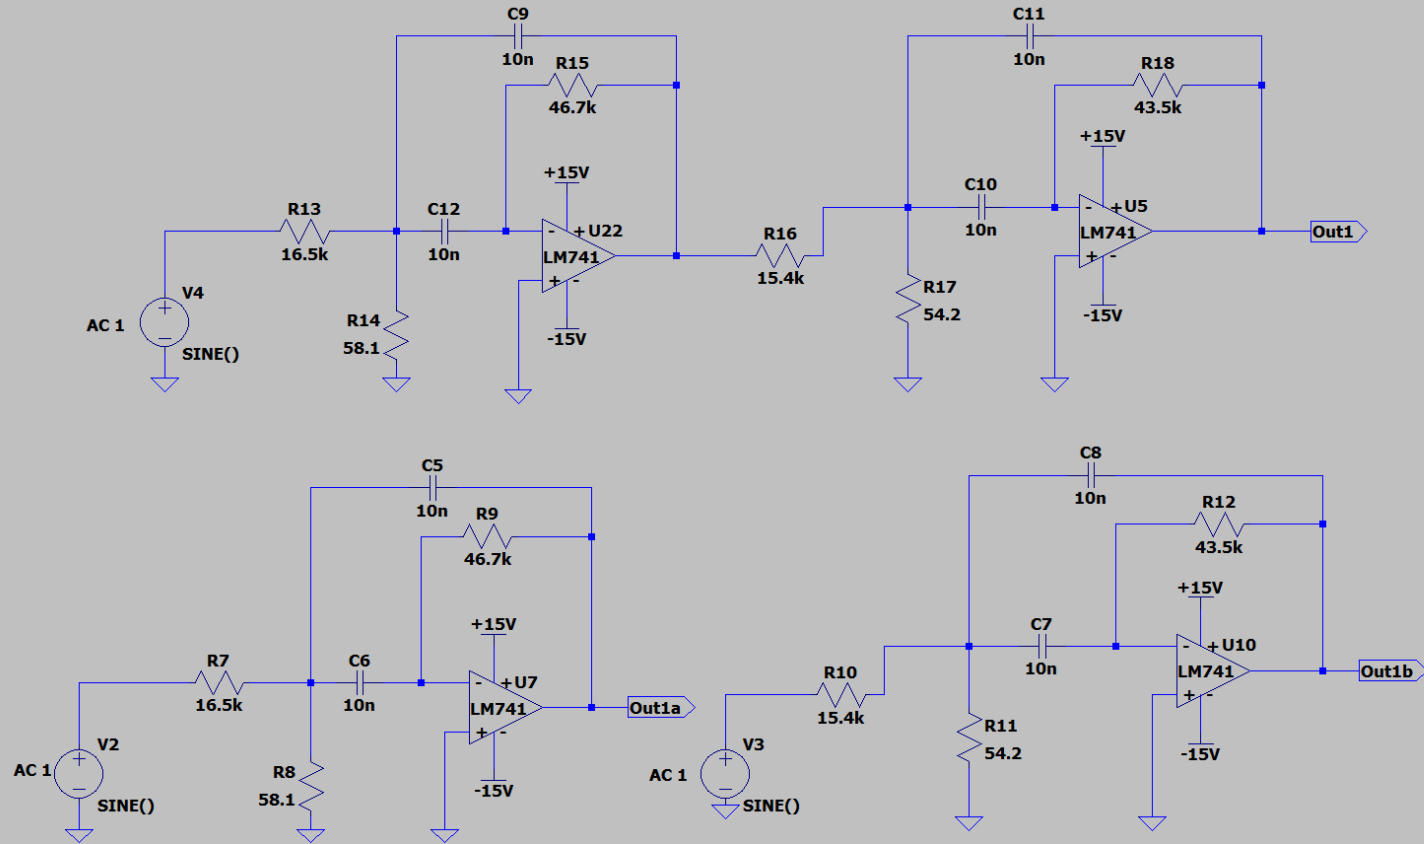 C9
10n
R15
46.7k
+15V
R13
16.5k
C12
10n
- + U22
LM741
+ -
-15V
V4
AC 1
SINE()
R14
58.1
C11
10n
R18
43.5k
+15V
C10
10n
R16
15.4k
- + U5
LM741
+ -
-15V
R17
54.2
Out1
C5
10n
R9
46.7k
+15V
R7
16.5k
C6
10n
- + U7
LM741
+ -
-15V
Out1a
V2
AC 1
SINE()
R8
58.1
C8
10n
R12
43.5k
+15V
C7
10n
- + U10
LM741
+ -
-15V
Out1b
R10
15.4k
R11
54.2
V3
AC 1
SINE()